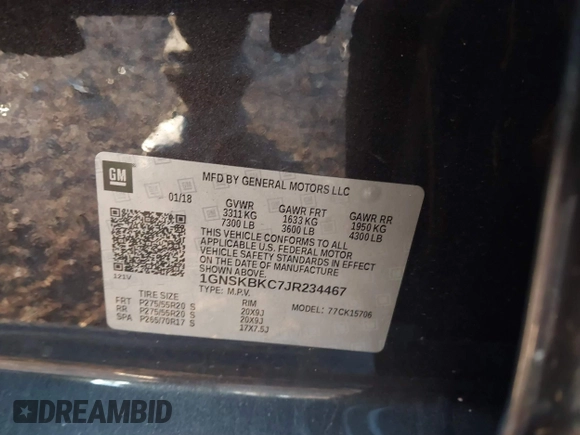 GM
MFD BY GENERAL MOTORS LLC
01/18
GVWR GAWR FRT GAWR RR
3311 KG 1633 KG 1950 KG
7300 LB 3600 LB 4300 LB
THIS VEHICLE CONFORMS TO ALL
APPLICABLE U.S. FEDERAL MOTOR
VEHICLE SAFETY STANDARDS IN EFFECT
ON THE DATE OF MANUFACTURE SHOWN ABOVE.
1GNSKBKC7JR234467
121V
TYPE: M.P.V. MODEL: 77CK15706
TIRE SIZE RIM
FRT P275/55R20 S 20X9J
RR P275/55R20 S 20X9J
SPA P265/70R17 S 17X7.5J
DREAMBID